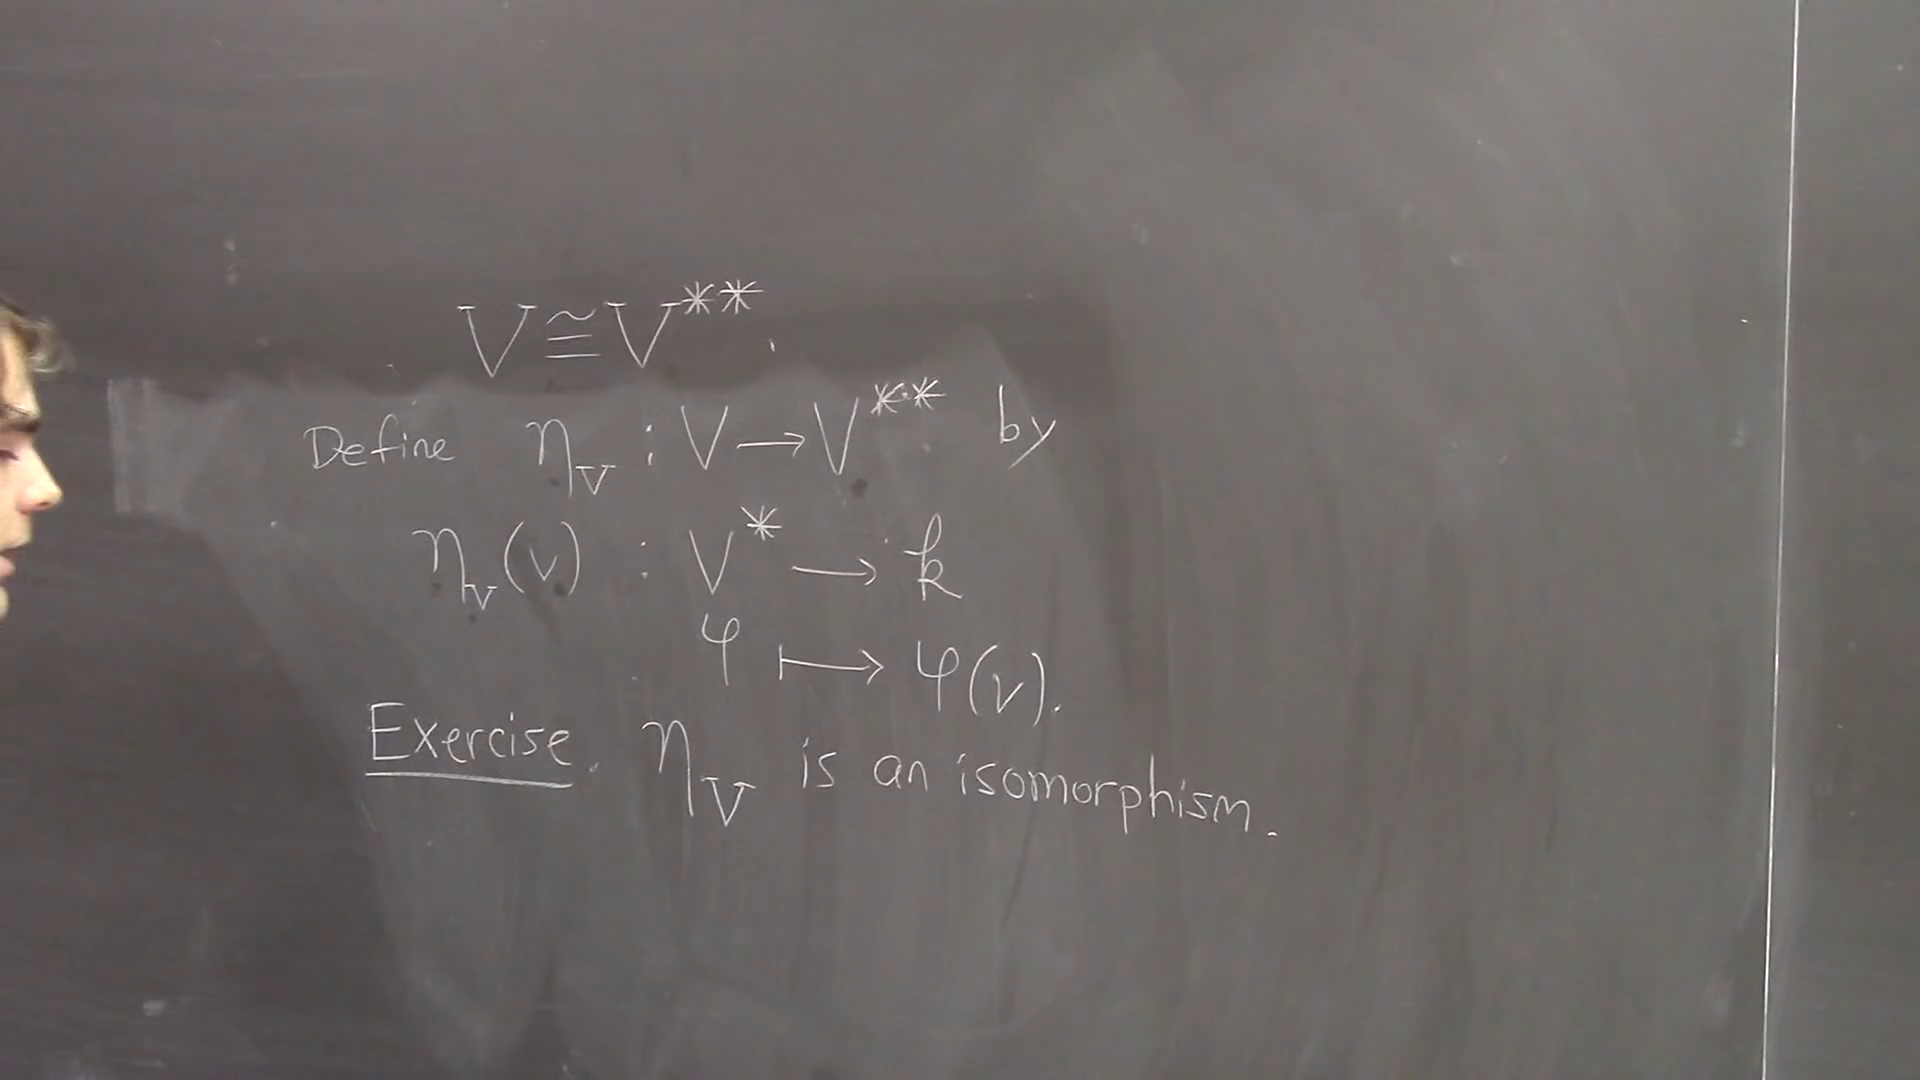 V ≅ V**.
Define η_V : V → V** by
η_V(v) : V* → k
φ ↦ φ(v).
Exercise. η_V is an isomorphism.